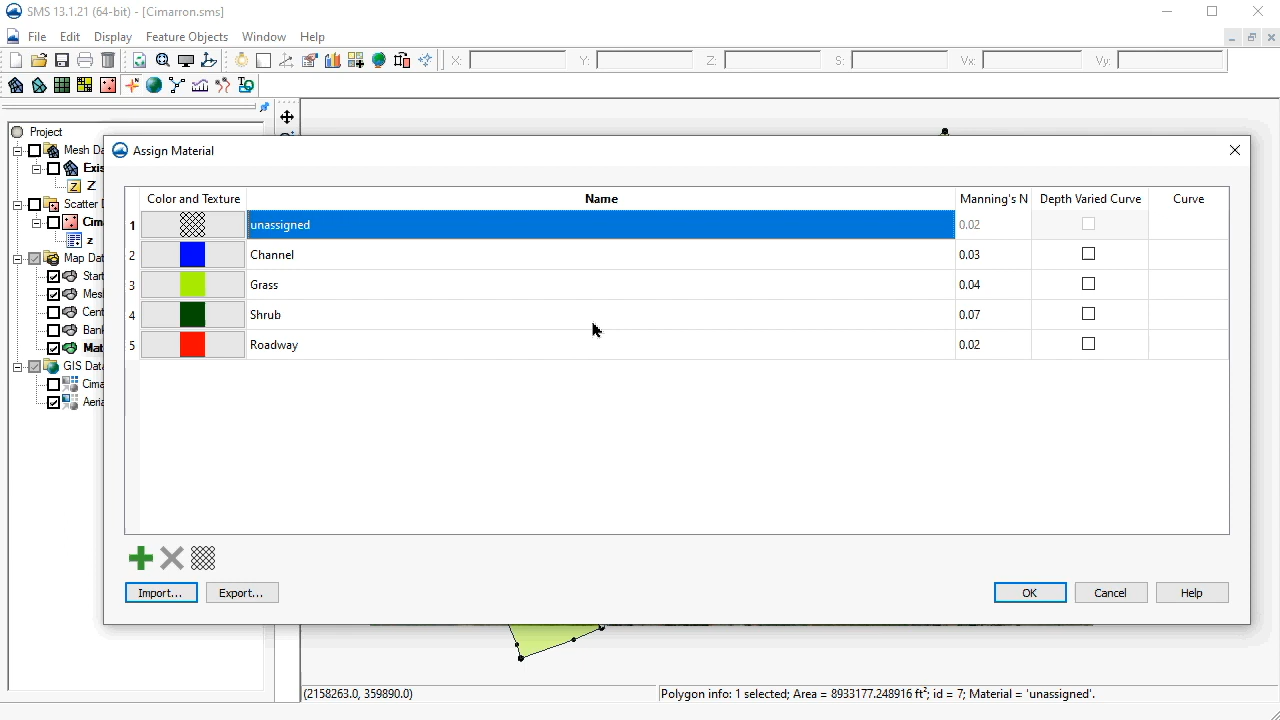 SMS 13.1.21 (64-bit) - [Cimarron.sms]
File Edit Display Feature Objects Window Help
X: Y: Z: S: Vx: Vy:
Project
Mesh Da
Exis
Z
Scatter D
Cim
z
Map Dat
Start
Mesl
Cent
Bank
Mat
GIS Data
Cima
Aeria
Assign Material
Color and Texture Name Manning's N Depth Varied Curve Curve
1 unassigned 0.02
2 Channel 0.03
3 Grass 0.04
4 Shrub 0.07
5 Roadway 0.02
Import... Export... OK Cancel Help
(2158263.0, 359890.0) Polygon info: 1 selected; Area = 8933177.248916 ft²; id = 7; Material = 'unassigned'.